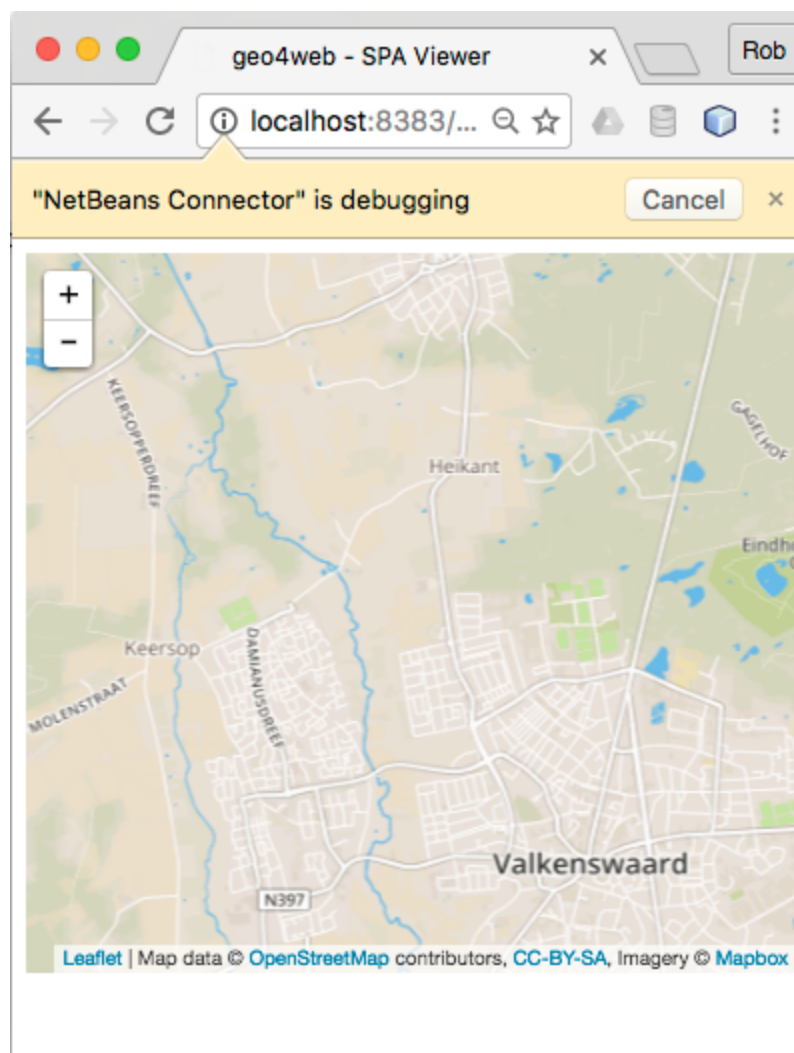 geo4web - SPA Viewer
Rob
localhost:8383/...
"NetBeans Connector" is debugging
Cancel
+
-
KEERSOPPERDREEF
GAGELHOF
Heikant
Eindh
Keersop
DAMIANUSDREEF
MOLENSTRAAT
Valkenswaard
N397
Leaflet | Map data © OpenStreetMap contributors, CC-BY-SA, Imagery © Mapbox